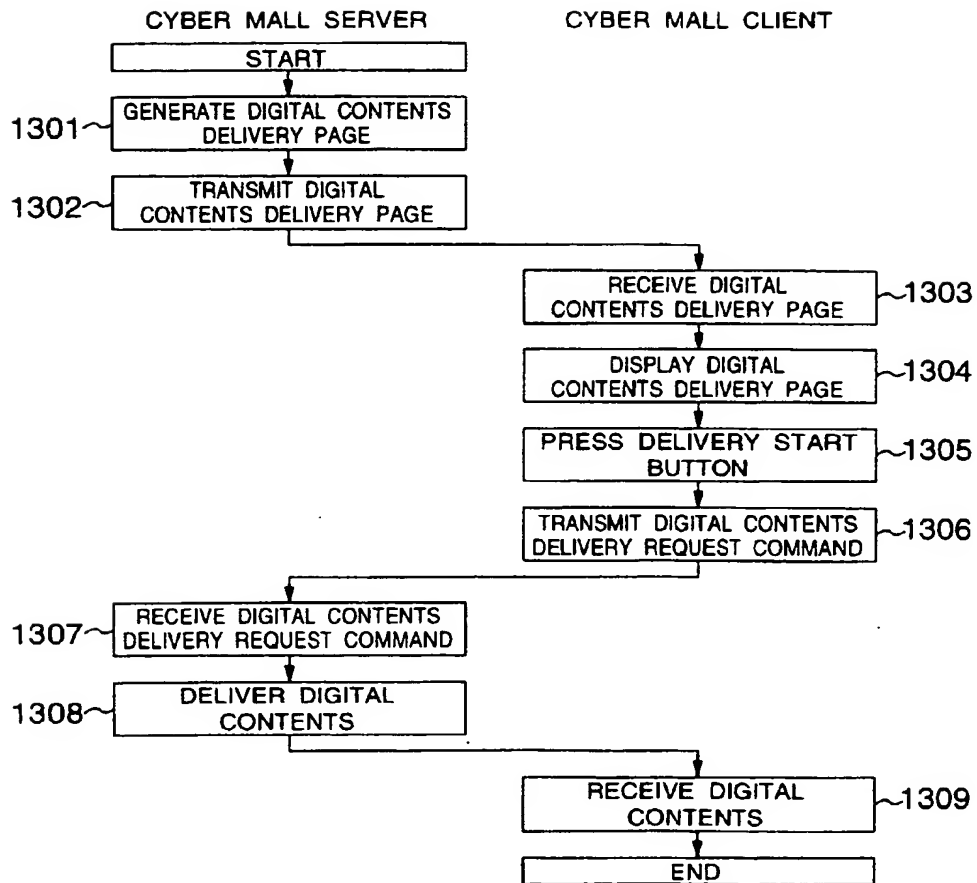 CYBER MALL SERVER
CYBER MALL CLIENT
START
1301
GENERATE DIGITAL CONTENTS
DELIVERY PAGE
1302
TRANSMIT DIGITAL
CONTENTS DELIVERY PAGE
RECEIVE DIGITAL
CONTENTS DELIVERY PAGE
1303
DISPLAY DIGITAL
CONTENTS DELIVERY PAGE
1304
PRESS DELIVERY START
BUTTON
1305
TRANSMIT DIGITAL CONTENTS
DELIVERY REQUEST COMMAND
1306
1307
RECEIVE DIGITAL CONTENTS
DELIVERY REQUEST COMMAND
1308
DELIVER DIGITAL
CONTENTS
RECEIVE DIGITAL
CONTENTS
1309
END